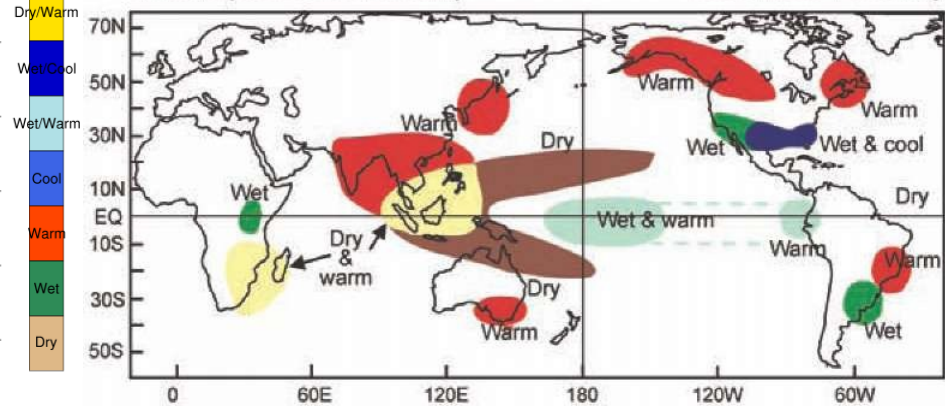 Dry/Warm
Wet/Cool
Wet/Warm
Cool
Warm
Wet
Dry
70N
50N
30N
10N
EQ
10S
30S
50S
0
60E
120E
180
120W
60W
Warm
Warm
Warm
Dry
Wet
Wet & cool
Wet
Dry
Wet & warm
Dry
&
warm
Warm
Warm
Dry
Warm
Wet